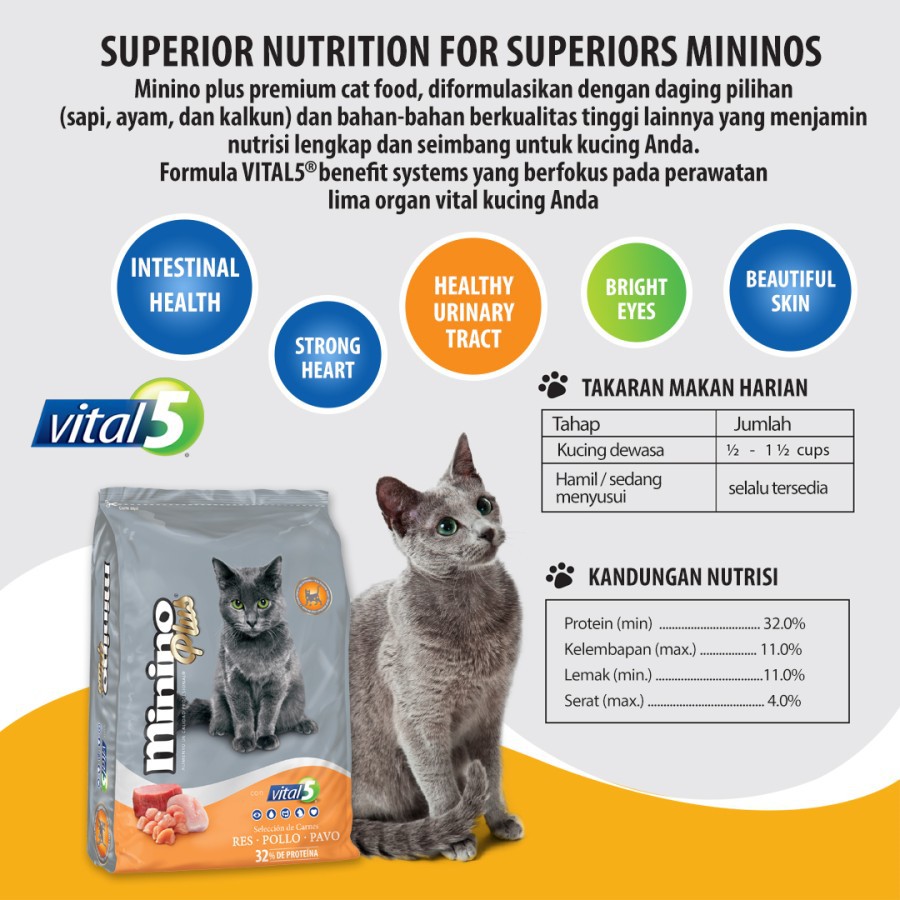 SUPERIOR NUTRITION FOR SUPERIORS MININOS
Minino plus premium cat food, diformulasikan dengan daging pilihan
(sapi, ayam, dan kalkun) dan bahan-bahan berkualitas tinggi lainnya yang menjamin
nutrisi lengkap dan seimbang untuk kucing Anda.
Formula VITAL5® benefit systems yang berfokus pada perawatan
lima organ vital kucing Anda
INTESTINAL
HEALTH
STRONG
HEART
HEALTHY
URINARY
TRACT
BRIGHT
EYES
BEAUTIFUL
SKIN
vital5
TAKARAN MAKAN HARIAN
Tahap Jumlah
Kucing dewasa ½ - 1 ½ cups
Hamil / sedang
menyusui selalu tersedia
KANDUNGAN NUTRISI
Protein (min) ................................ 32.0%
Kelembapan (max.) .................. 11.0%
Lemak (min.) ..............................11.0%
Serat (max.) ................................. 4.0%
minino
Plus
minino
vital5
vital5
Selección de Carnes
RES · POLLO · PAVO
32% DE PROTEÍNA